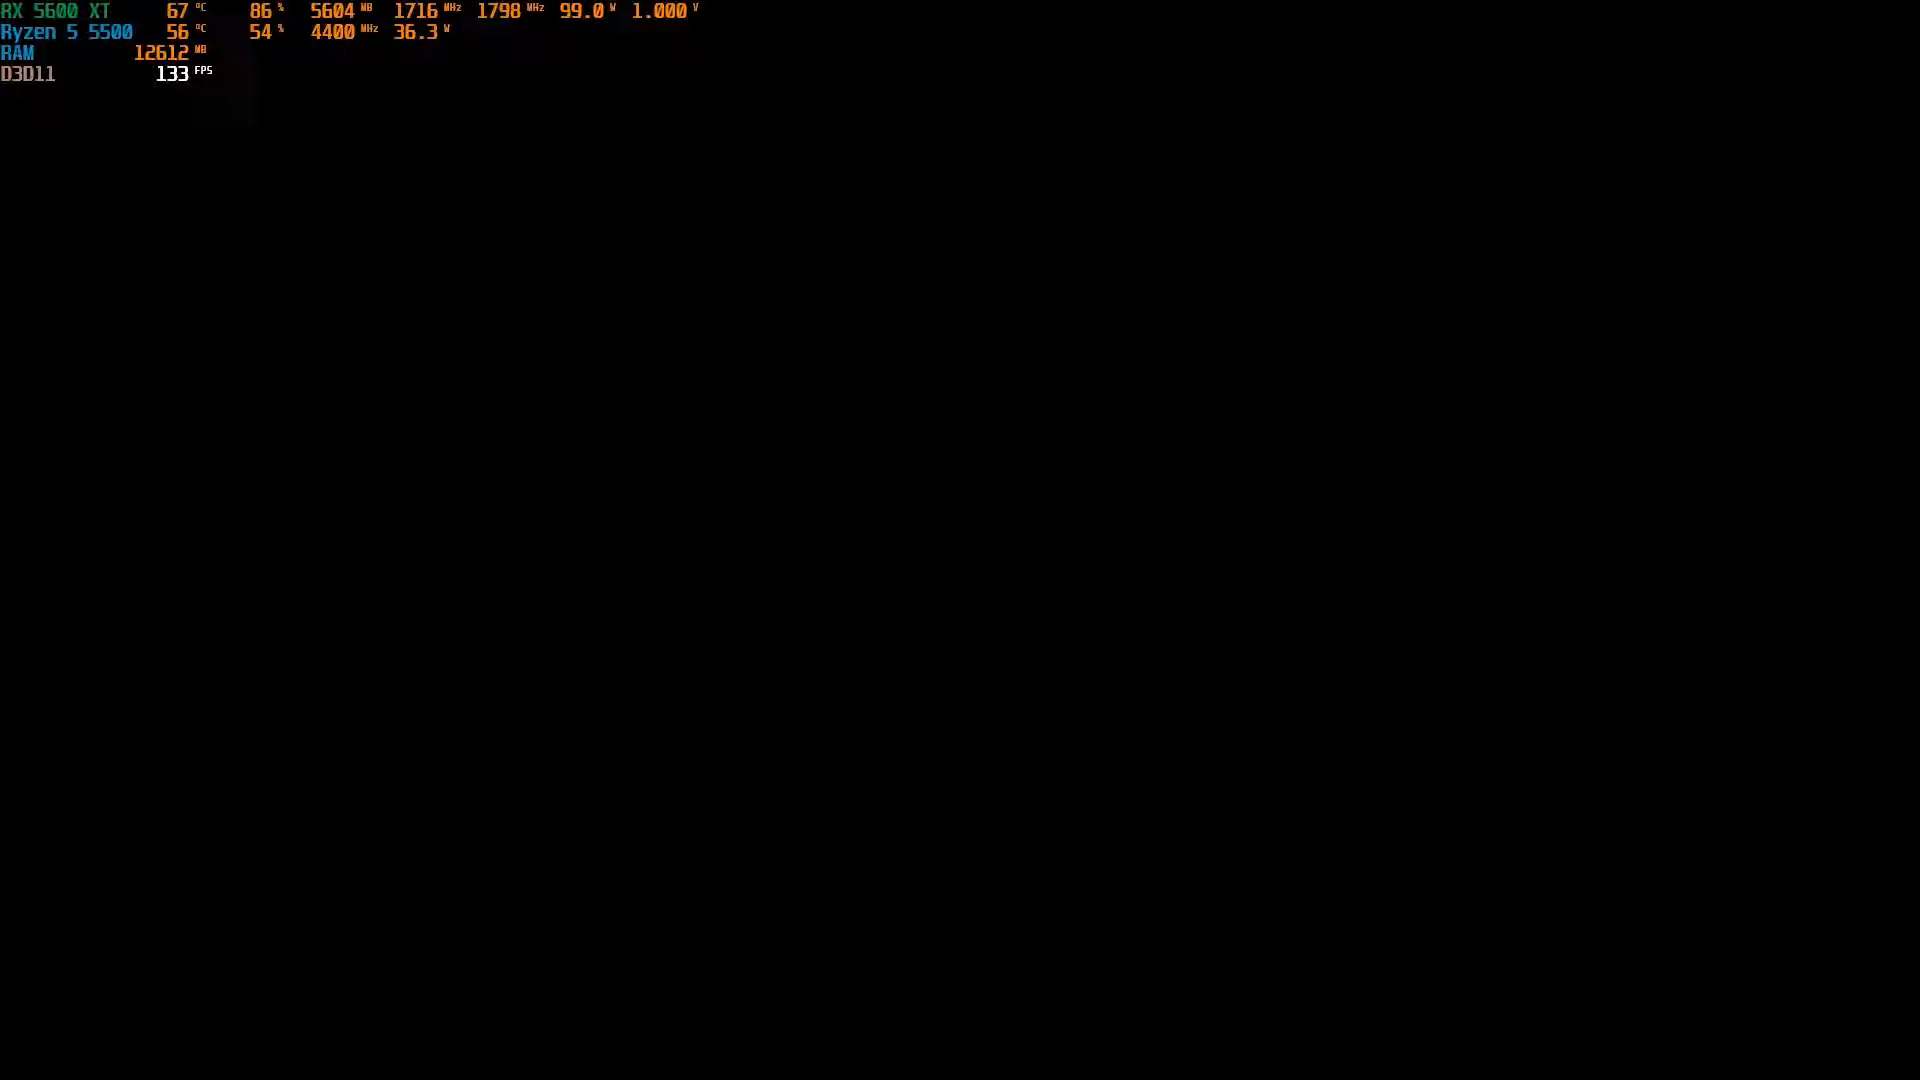 RX 5600 XT 67 °C 86 % 5604 MB 1716 MHz 1798 MHz 99.0 W 1.000 V
Ryzen 5 5500 56 °C 54 % 4400 MHz 36.3 W
RAM 12612 MB
D3D11 133 FPS